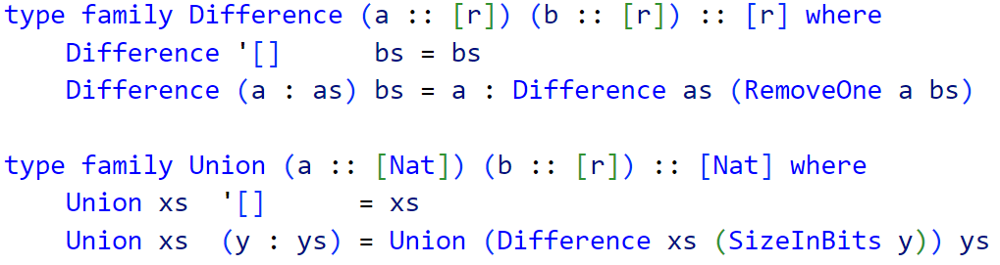 type family Difference (a :: [r]) (b :: [r]) :: [r] where
    Difference '[]      bs = bs
    Difference (a : as) bs = a : Difference as (RemoveOne a bs)

type family Union (a :: [Nat]) (b :: [r]) :: [Nat] where
    Union xs  '[]      = xs
    Union xs  (y : ys) = Union (Difference xs (SizeInBits y)) ys